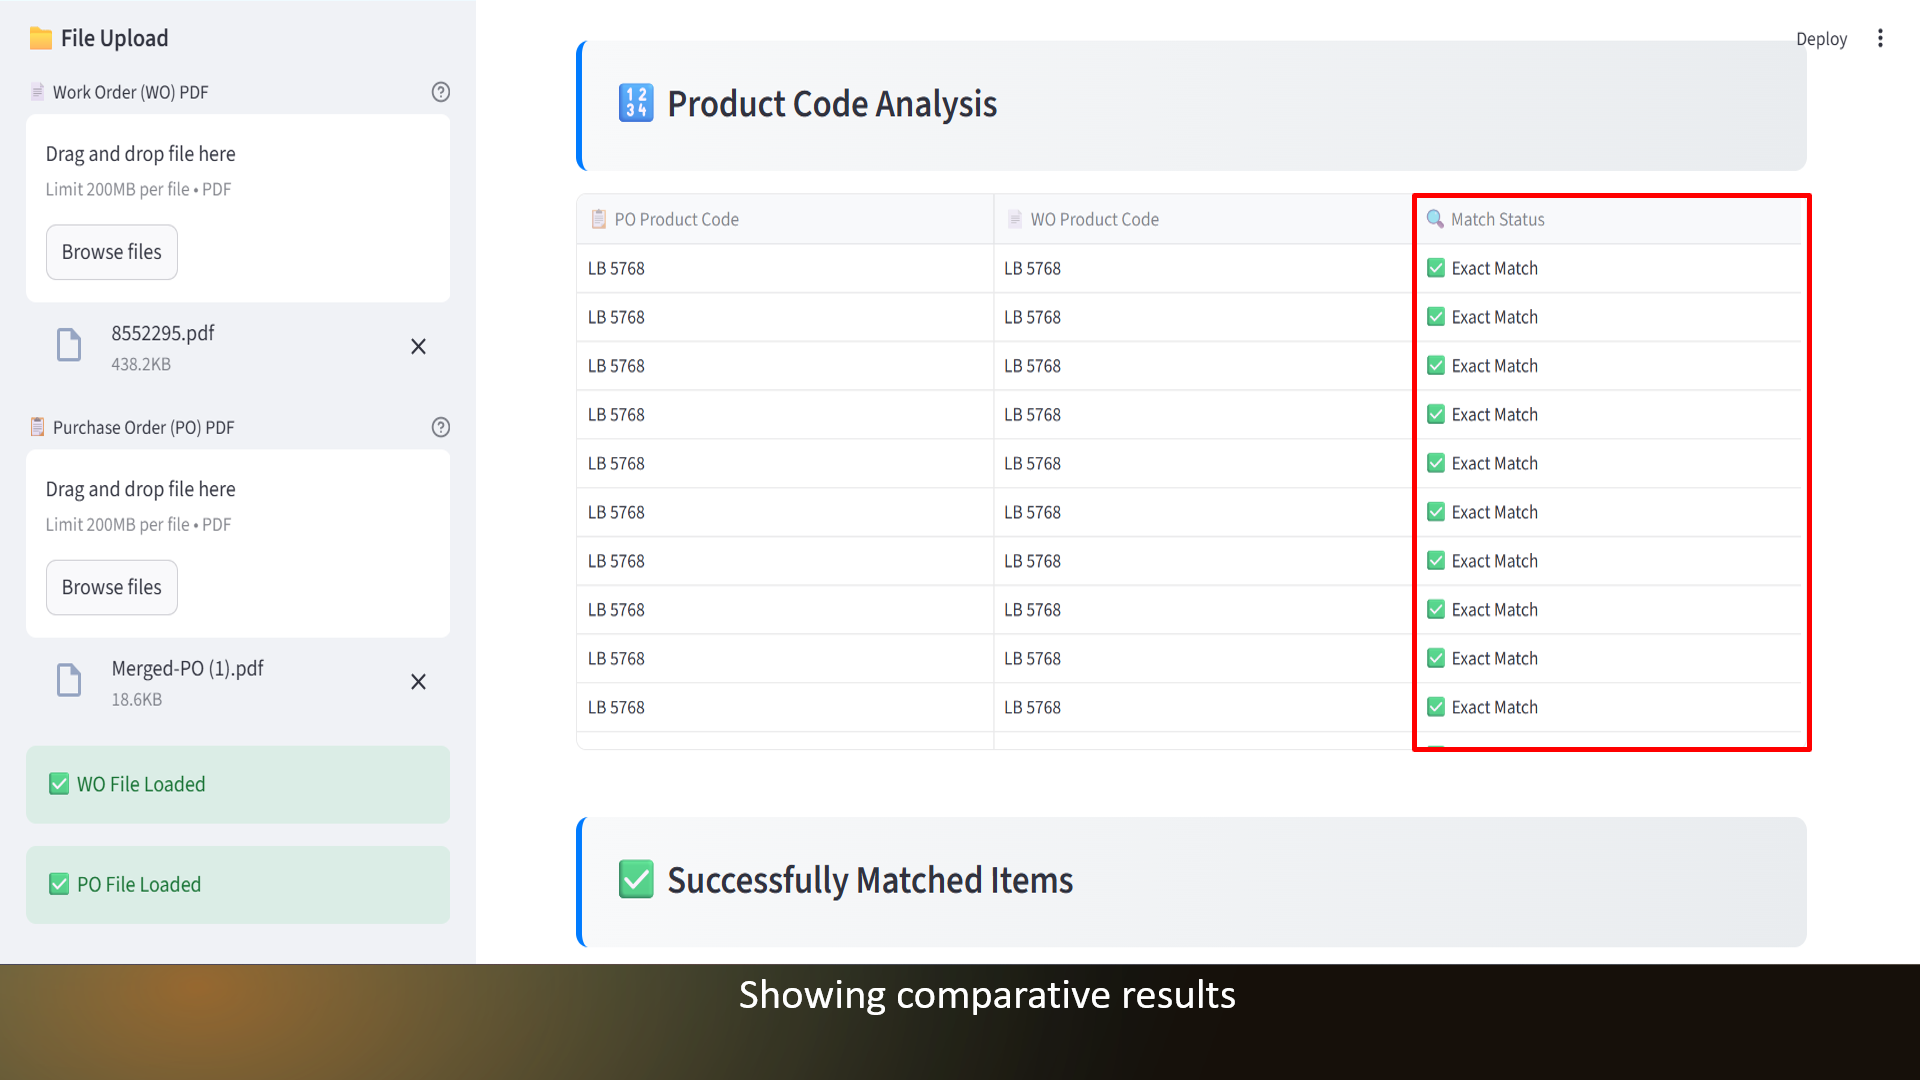 File Upload
Work Order (WO) PDF
Drag and drop file here
Limit 200MB per file • PDF
Browse files
8552295.pdf
438.2KB
Purchase Order (PO) PDF
Drag and drop file here
Limit 200MB per file • PDF
Browse files
Merged-PO (1).pdf
18.6KB
WO File Loaded
PO File Loaded
Deploy
Product Code Analysis
PO Product Code WO Product Code Match Status
LB 5768 LB 5768 Exact Match
LB 5768 LB 5768 Exact Match
LB 5768 LB 5768 Exact Match
LB 5768 LB 5768 Exact Match
LB 5768 LB 5768 Exact Match
LB 5768 LB 5768 Exact Match
LB 5768 LB 5768 Exact Match
LB 5768 LB 5768 Exact Match
LB 5768 LB 5768 Exact Match
LB 5768 LB 5768 Exact Match
Successfully Matched Items
Showing comparative results